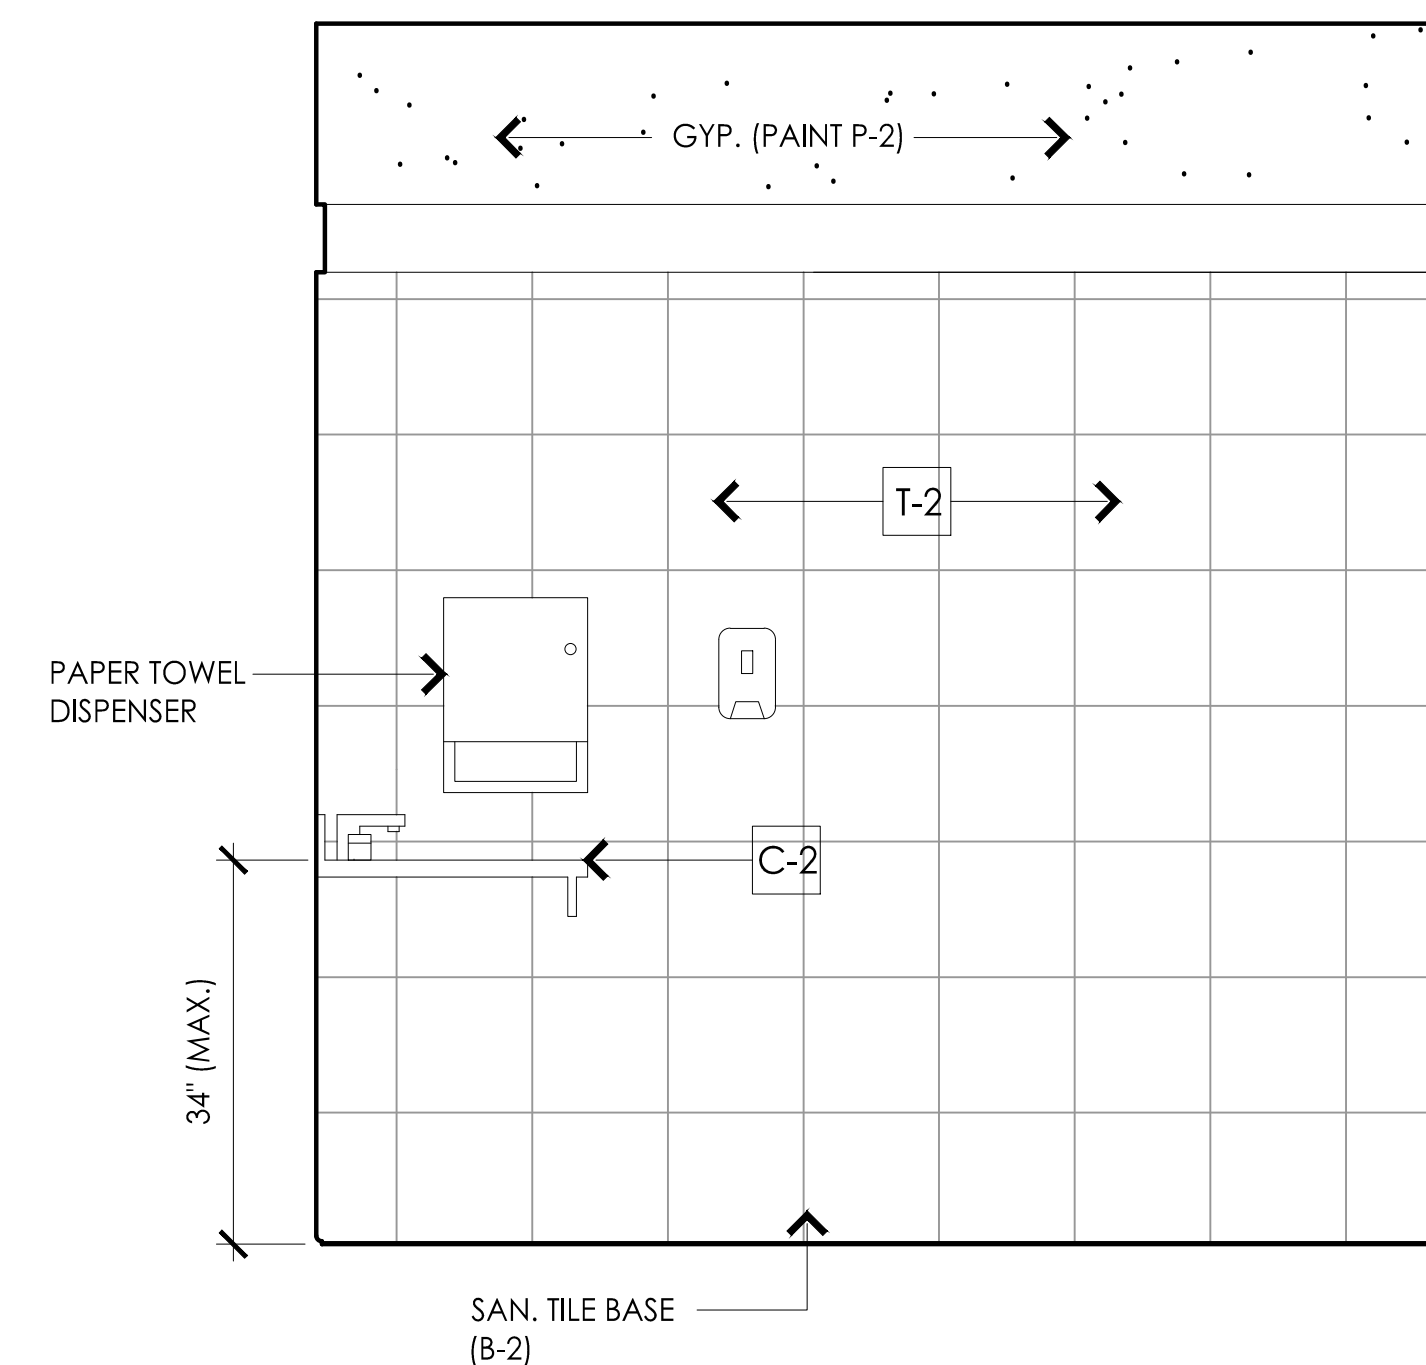 GYP. (PAINT P-2)
T-2
PAPER TOWEL
DISPENSER
C-2
34" (MAX.)
SAN. TILE BASE
(B-2)